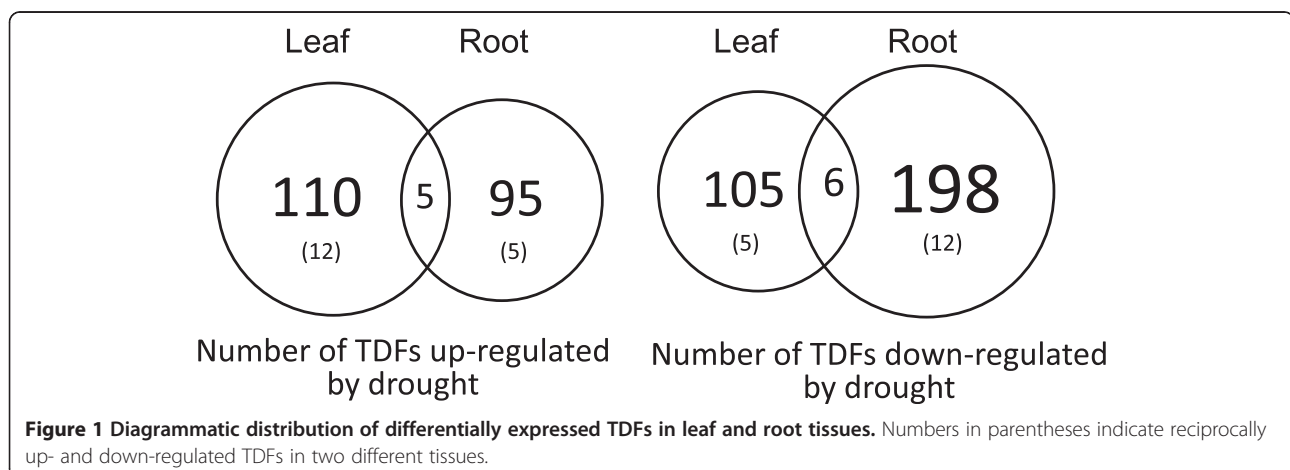 Leaf Root Leaf Root
110 5 95 105 6 198
(12) (5) (5) (12)
Number of TDFs up-regulated
by drought
Number of TDFs down-regulated
by drought
Figure 1 Diagrammatic distribution of differentially expressed TDFs in leaf and root tissues. Numbers in parentheses indicate reciprocally
up- and down-regulated TDFs in two different tissues.